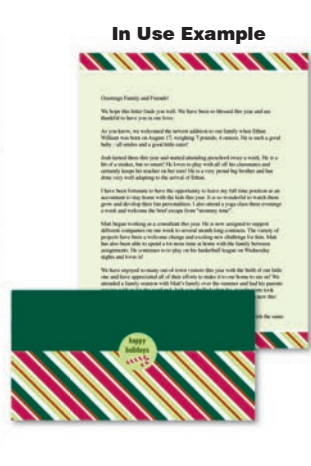 In Use Example
Greetings Family and Friends!
We hope this letter finds you well. We have been so blessed this year and are
thankful to have you in our lives.
As you know, we welcomed the newest addition to our family when Ethan
William was born on August 17, weighing 7 pounds, 4 ounces. He is such a good
baby - all smiles and a good little eater!
Josh turned three this year and started attending preschool twice a week. He is a
bit of a stinker, but so smart! He loves to play with all of his classmates and
certainly keeps his teacher on her toes! He is a very proud big brother and has
done very well adapting to the arrival of Ethan.
I have been fortunate to have the opportunity to leave my full time position as an
accountant to stay home with the kids this year. It is so wonderful to watch them
grow and develop their fun personalities. I also attend a yoga class three evenings
a week and welcome the brief escape from "mommy time".
Matt began working as a consultant this year. He is now assigned to support
different companies on one week to several month long contracts. The variety of
projects have been a welcome change and exciting new challenge for him. Matt
has also been able to spend a lot more time at home with the family between
assignments. He continues to to play on his basketball league on Wednesday
nights and loves it!
We have enjoyed so many out of town visitors this year with the birth of our little
one and have appreciated all of their efforts to make it to our home to see us! We
attended a family reunion with Matt's family over the summer and had his parents
took
new this
with the same
happy
holidays